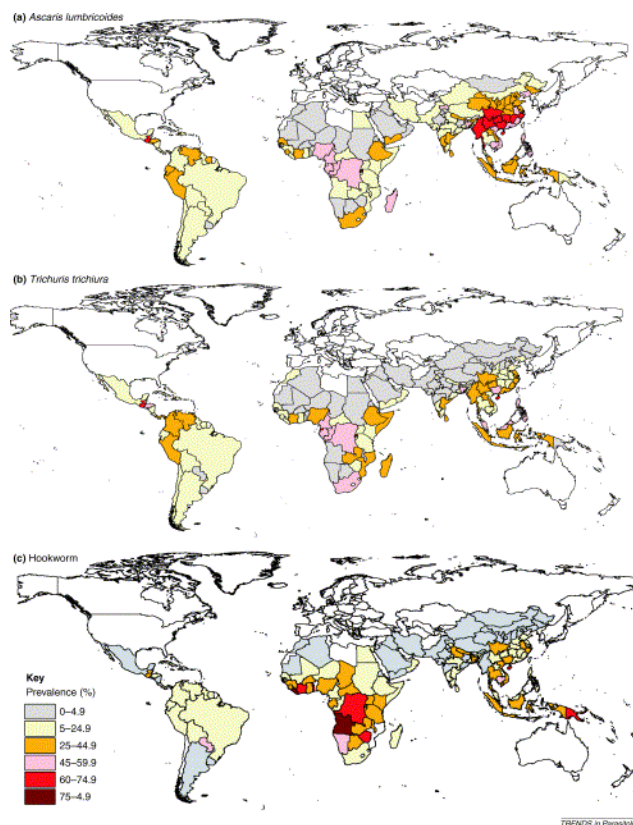 (a) Ascaris lumbricoides
(b) Trichuris trichiura
(c) Hookworm
Key
Prevalence (%)
0–4.9
5–24.9
25–44.9
45–59.9
60–74.9
75–4.9
TRENDS in